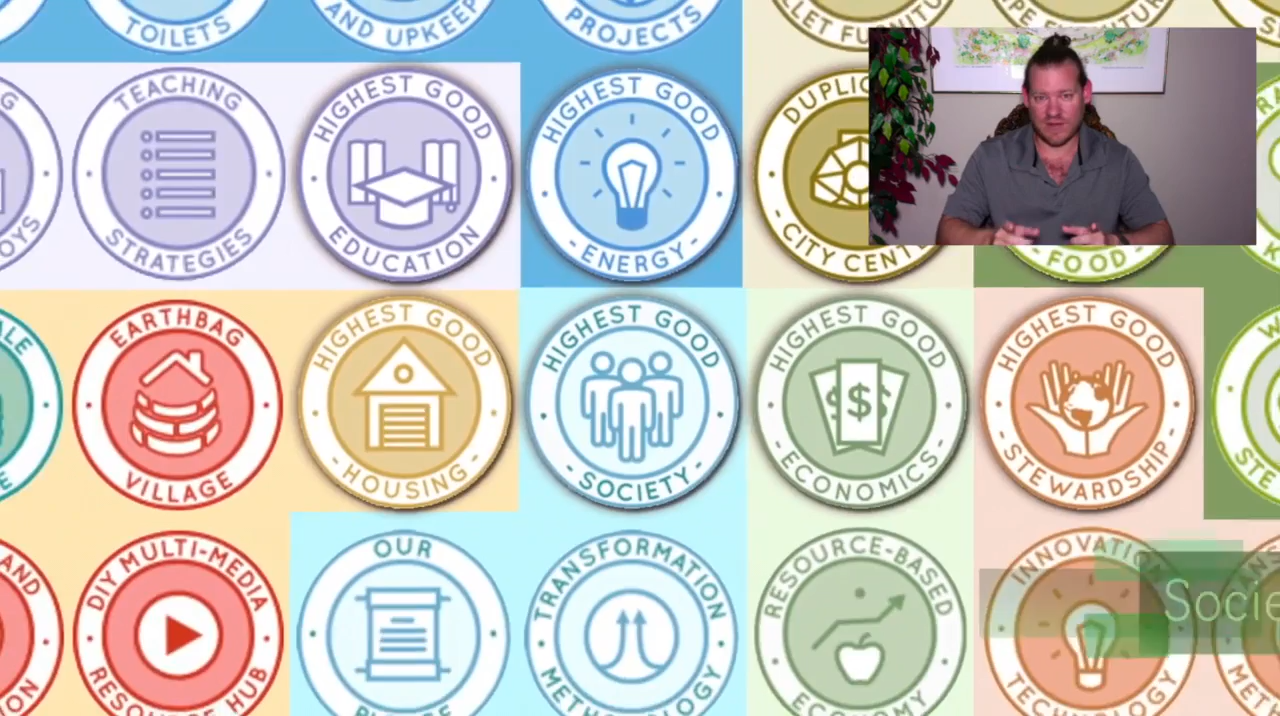 TOILETS
AND UPKEEP
PROJECTS
TEACHING
STRATEGIES
HIGHEST GOOD
EDUCATION
HIGHEST GOOD
- ENERGY -
- FOOD -
EARTHBAG
VILLAGE
HIGHEST GOOD
- HOUSING -
HIGHEST GOOD
- SOCIETY -
HIGHEST GOOD
- ECONOMICS -
$ $ $
HIGHEST GOOD
- STEWARDSHIP -
DIY MULTI-MEDIA
RESOURCE HUB
OUR
TRANSFORMATION
METHODOLOGY
RESOURCE-BASED
ECONOMY
INNOVATI
TECHNOLOGY
Socie